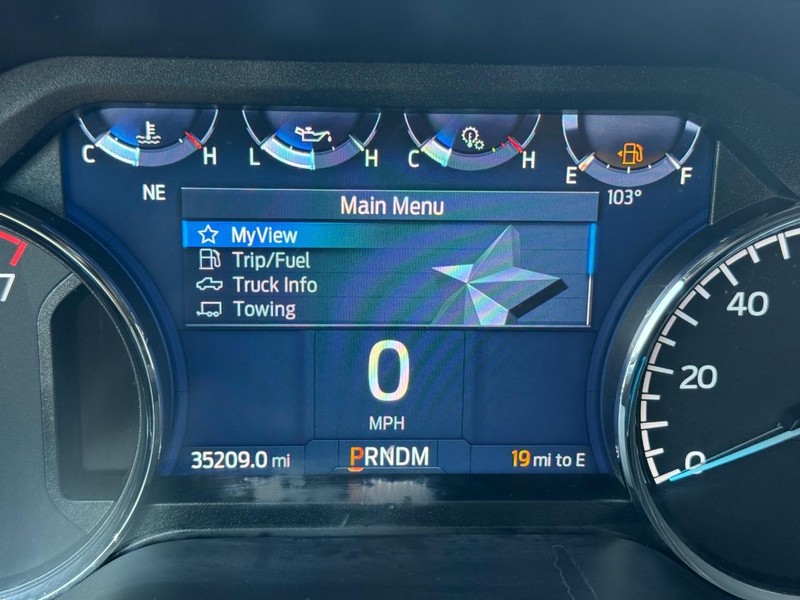 C H L H C H E F
NE
103°
Main Menu
MyView
Trip/Fuel
Truck Info
Towing
0
MPH
35209.0 mi
PRNDM
19 mi to E
7
40
20
0